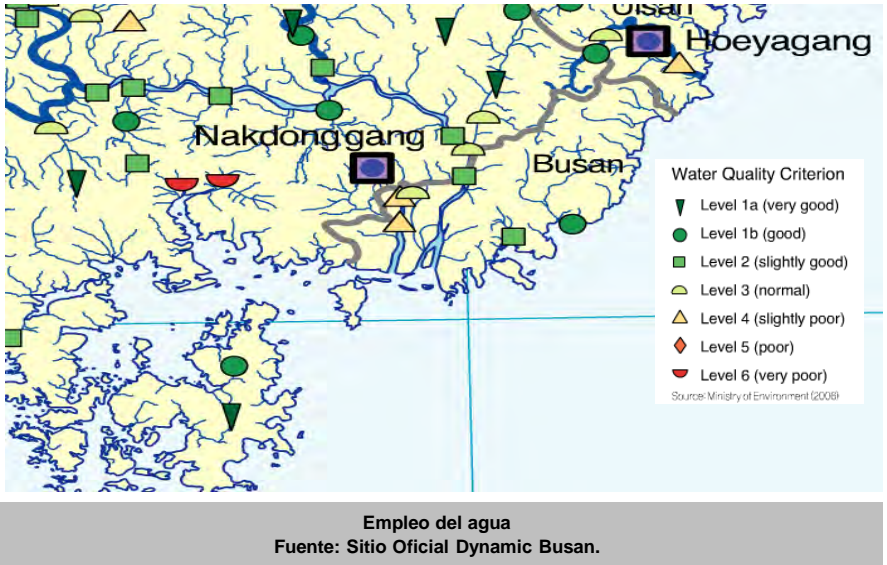 Ulsan
Hoeyagang
Nakdonggang
Busan
Water Quality Criterion
Level 1a (very good)
Level 1b (good)
Level 2 (slightly good)
Level 3 (normal)
Level 4 (slightly poor)
Level 5 (poor)
Level 6 (very poor)
Source: Ministry of Environment (2006)
Empleo del agua
Fuente: Sitio Oficial Dynamic Busan.